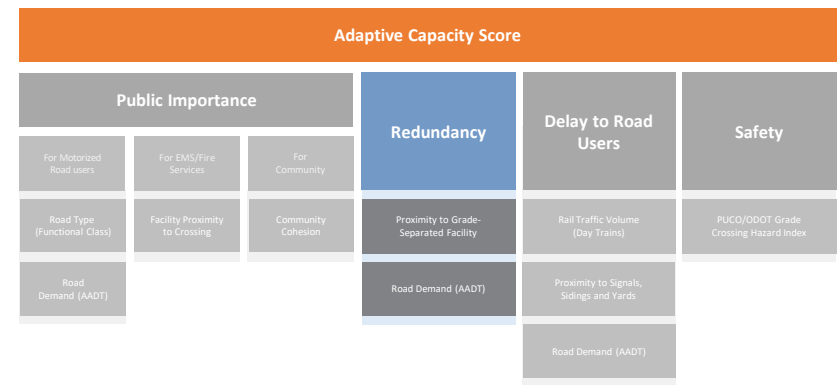 Adaptive Capacity Score
Public Importance
Redundancy
Delay to Road
Users
Safety
For Motorized
Road users
For EMS/Fire
Services
For
Community
Road Type
(Functional Class)
Facility Proximity
to Crossing
Community
Cohesion
Proximity to Grade-
Separated Facility
Rail Traffic Volume
(Day Trains)
PUCO/ODOT Grade
Crossing Hazard Index
Road
Demand (AADT)
Road Demand (AADT)
Proximity to Signals,
Sidings and Yards
Road Demand (AADT)